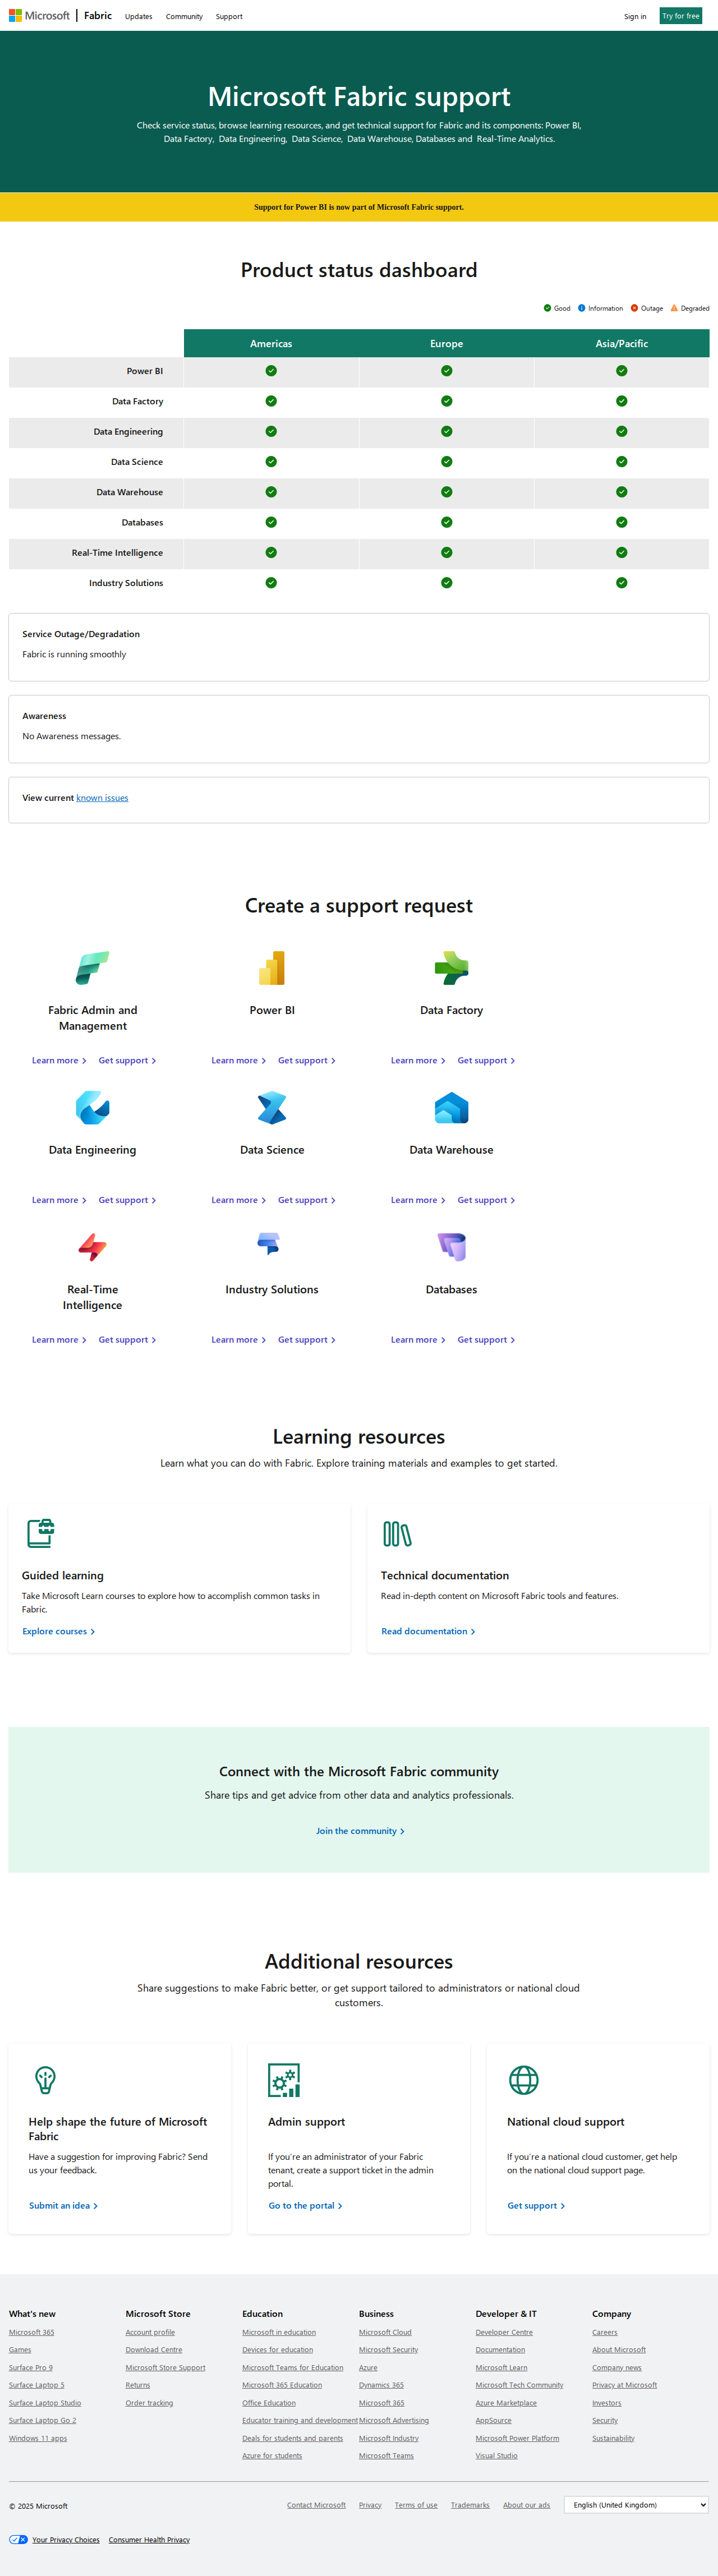 Microsoft Fabric Updates Community Support Sign in Try for free
Microsoft Fabric support
Check service status, browse learning resources, and get technical support for Fabric and its components: Power BI,
Data Factory, Data Engineering, Data Science, Data Warehouse, Databases and Real-Time Analytics.
Support for Power BI is now part of Microsoft Fabric support.
Product status dashboard
Good Information Outage Degraded
Americas Europe Asia/Pacific
Power BI
Data Factory
Data Engineering
Data Science
Data Warehouse
Databases
Real-Time Intelligence
Industry Solutions
Service Outage/Degradation
Fabric is running smoothly
Awareness
No Awareness messages.
View current known issues
Create a support request
Fabric Admin and
Management
Learn more Get support
Power BI
Learn more Get support
Data Factory
Learn more Get support
Data Engineering
Learn more Get support
Data Science
Learn more Get support
Data Warehouse
Learn more Get support
Real-Time
Intelligence
Learn more Get support
Industry Solutions
Learn more Get support
Databases
Learn more Get support
Learning resources
Learn what you can do with Fabric. Explore training materials and examples to get started.
Guided learning
Take Microsoft Learn courses to explore how to accomplish common tasks in
Fabric.
Explore courses
Technical documentation
Read in-depth content on Microsoft Fabric tools and features.
Read documentation
Connect with the Microsoft Fabric community
Share tips and get advice from other data and analytics professionals.
Join the community
Additional resources
Share suggestions to make Fabric better, or get support tailored to administrators or national cloud
customers.
Help shape the future of Microsoft
Fabric
Have a suggestion for improving Fabric? Send
us your feedback.
Submit an idea
Admin support
If you're an administrator of your Fabric
tenant, create a support ticket in the admin
portal.
Go to the portal
National cloud support
If you're a national cloud customer, get help
on the national cloud support page.
Get support
What's new
Microsoft 365
Games
Surface Pro 9
Surface Laptop 5
Surface Laptop Studio
Surface Laptop Go 2
Windows 11 apps
Microsoft Store
Account profile
Download Centre
Microsoft Store Support
Returns
Order tracking
Education
Microsoft in education
Devices for education
Microsoft Teams for Education
Microsoft 365 Education
Office Education
Educator training and development
Deals for students and parents
Azure for students
Business
Microsoft Cloud
Microsoft Security
Azure
Dynamics 365
Microsoft 365
Microsoft Advertising
Microsoft Industry
Microsoft Teams
Developer & IT
Developer Centre
Documentation
Microsoft Learn
Microsoft Tech Community
Azure Marketplace
AppSource
Microsoft Power Platform
Visual Studio
Company
Careers
About Microsoft
Company news
Privacy at Microsoft
Investors
Security
Sustainability
© 2025 Microsoft Contact Microsoft Privacy Terms of use Trademarks About our ads English (United Kingdom)
Your Privacy Choices Consumer Health Privacy